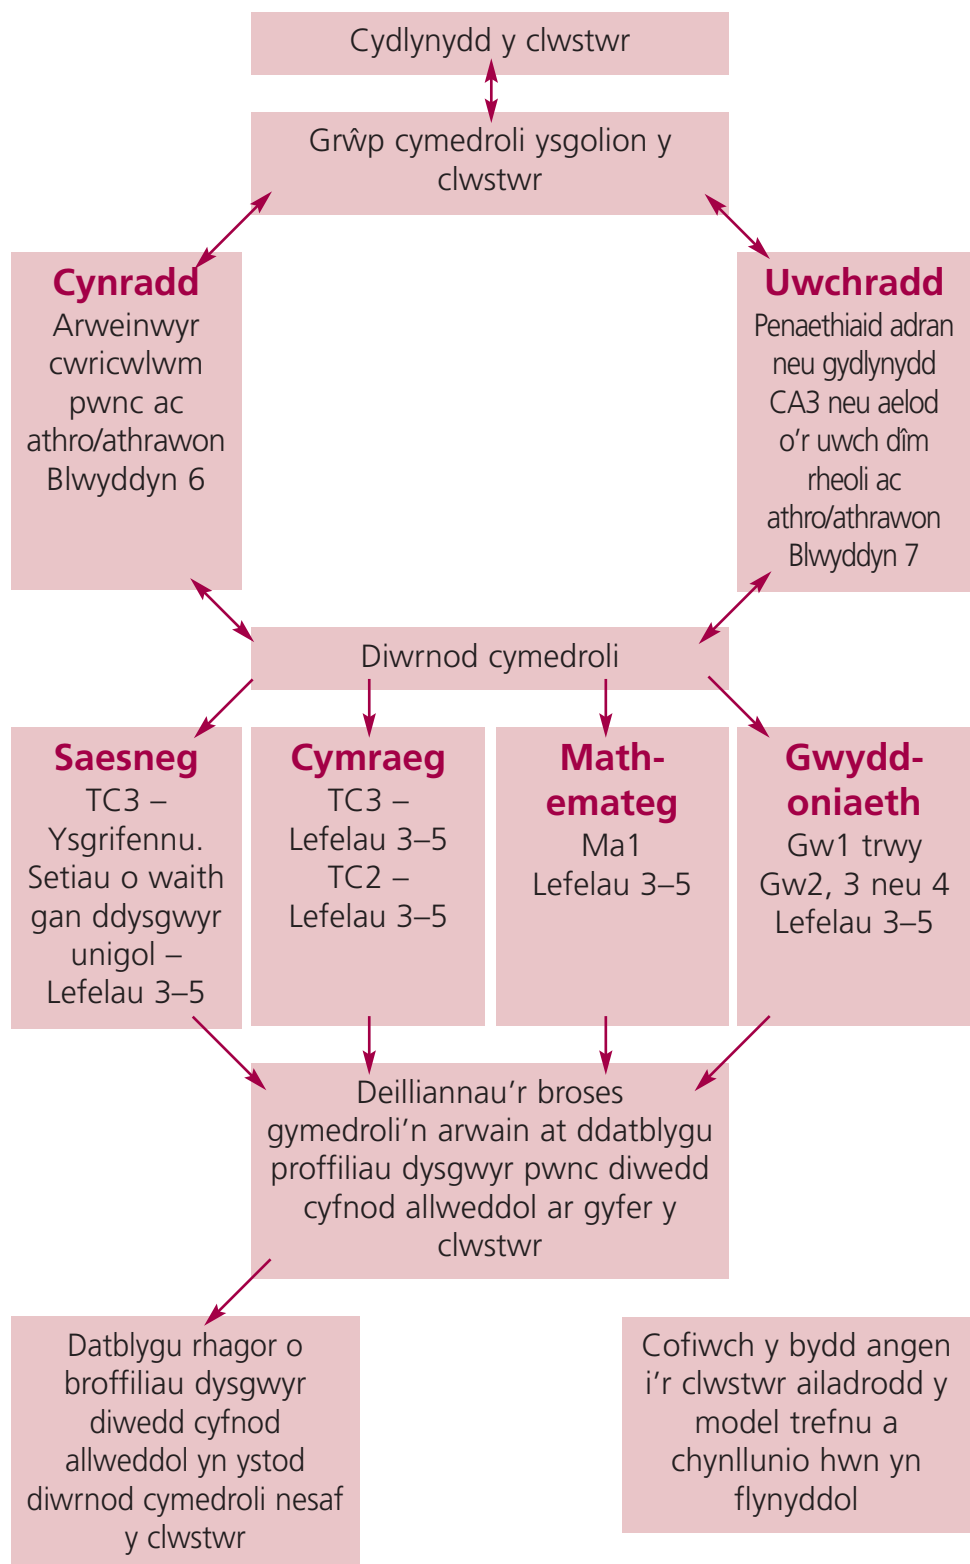 Cydlynydd y clwstwr
Grŵp cymedroli ysgolion y
clwstwr
Cynradd
Arweinwyr
cwricwlwm
pwnc ac
athro/athrawon
Blwyddyn 6
Uwchradd
Penaethiaid adran
neu gydlynydd
CA3 neu aelod
o'r uwch dîm
rheoli ac
athro/athrawon
Blwyddyn 7
Diwrnod cymedroli
Saesneg
TC3 –
Ysgrifennu.
Setiau o waith
gan ddysgwyr
unigol –
Lefelau 3–5
Cymraeg
TC3 –
Lefelau 3–5
TC2 –
Lefelau 3–5
Math-
emateg
Ma1
Lefelau 3–5
Gwydd-
oniaeth
Gw1 trwy
Gw2, 3 neu 4
Lefelau 3–5
Deilliannau'r broses
gymedroli'n arwain at ddatblygu
proffiliau dysgwyr pwnc diwedd
cyfnod allweddol ar gyfer y
clwstwr
Datblygu rhagor o
broffiliau dysgwyr
diwedd cyfnod
allweddol yn ystod
diwrnod cymedroli nesaf
y clwstwr
Cofiwch y bydd angen
i'r clwstwr ailadrodd y
model trefnu a
chynllunio hwn yn
flynyddol